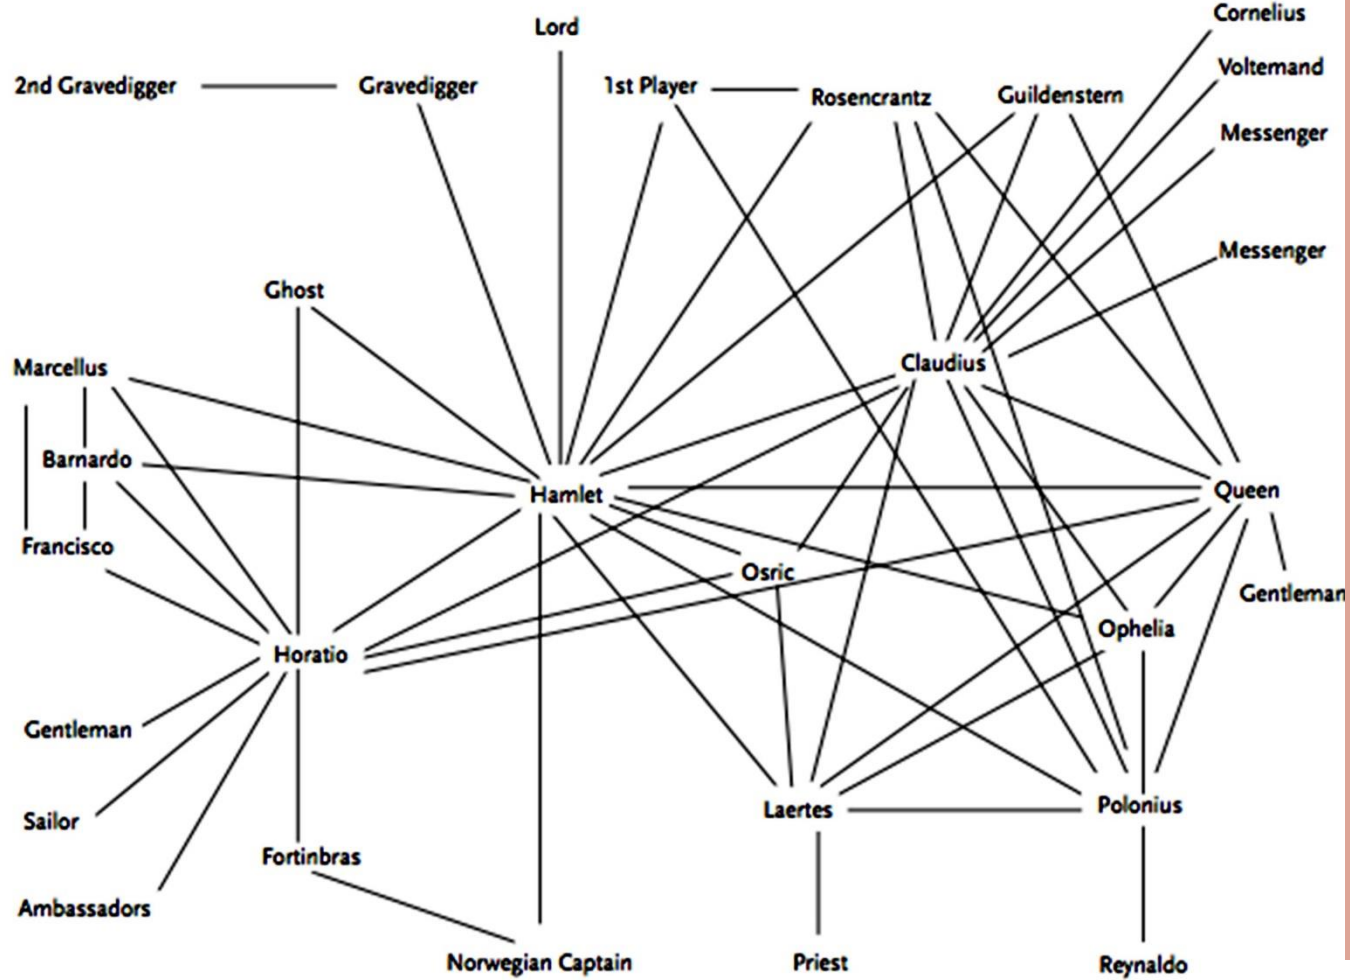 Cornelius
Lord
Voltemand
2nd Gravedigger
Gravedigger
1st Player
Rosencrantz
Guildenstern
Messenger
Messenger
Ghost
Marcellus
Claudius
Barnardo
Hamlet
Queen
Francisco
Osric
Gentleman
Ophelia
Horatio
Gentleman
Laertes
Polonius
Sailor
Fortinbras
Ambassadors
Norwegian Captain
Priest
Reynaldo